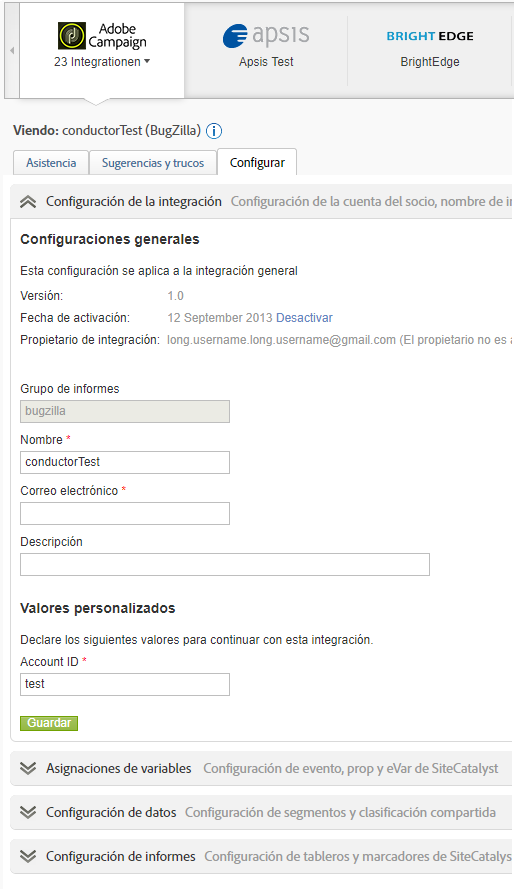 Adobe
Campaign
23 Integrationen
apsis
Apsis Test
BRIGHT EDGE
BrightEdge
Viendo: conductorTest (BugZilla)
Asistencia
Sugerencias y trucos
Configurar
Configuración de la integración Configuración de la cuenta del socio, nombre de
Configuraciones generales
Esta configuración se aplica a la integración general
Versión: 1.0
Fecha de activación: 12 September 2013 Desactivar
Propietario de integración: long.username.long.username@gmail.com (El propietario no es
Grupo de informes
bugzilla
Nombre *
conductorTest
Correo electrónico *
Descripción
Valores personalizados
Declare los siguientes valores para continuar con esta integración.
Account ID *
test
Guardar
Asignaciones de variables Configuración de evento, prop y eVar de SiteCatalyst
Configuración de datos Configuración de segmentos y clasificación compartida
Configuración de informes Configuración de tableros y marcadores de SiteCatalys